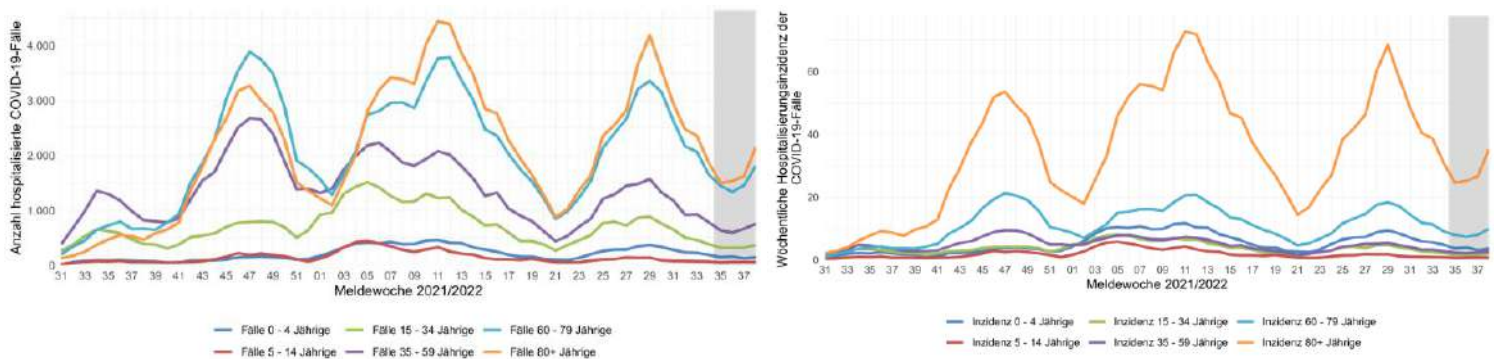 Anzahl hospitalisierte COVID-19-Fälle
4.000
3.000
2.000
1.000
0
31 33 35 37 39 41 43 45 47 49 51 01 03 05 07 09 11 13 15 17 19 21 23 25 27 29 31 33 35 37
Meldewoche 2021/2022
Fälle 0 - 4 Jährige Fälle 15 - 34 Jährige Fälle 60 - 79 Jährige
Fälle 5 - 14 Jährige Fälle 35 - 59 Jährige Fälle 80+ Jährige
Wöchentliche Hospitalisierungsinzidenz der
COVID-19-Fälle
60
40
20
0
31 33 35 37 39 41 43 45 47 49 51 01 03 05 07 09 11 13 15 17 19 21 23 25 27 29 31 33 35 37
Meldewoche 2021/2022
Inzidenz 0 - 4 Jährige Inzidenz 15 - 34 Jährige Inzidenz 60 - 79 Jährige
Inzidenz 5 - 14 Jährige Inzidenz 35 - 59 Jährige Inzidenz 80+ Jährige